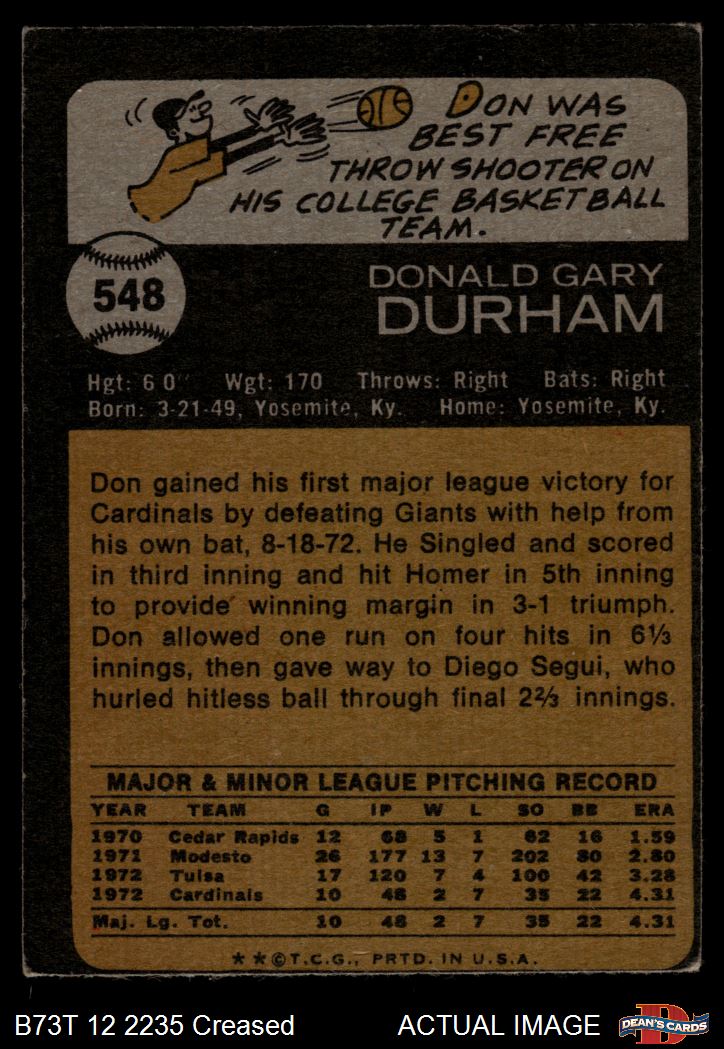 DON WAS
BEST FREE
THROW SHOOTER ON
HIS COLLEGE BASKETBALL
TEAM.
548
DONALD GARY
DURHAM
Hgt: 6 0" Wgt: 170 Throws: Right Bats: Right
Born: 3-21-49, Yosemite, Ky. Home: Yosemite, Ky.
Don gained his first major league victory for
Cardinals by defeating Giants with help from
his own bat, 8-18-72. He Singled and scored
in third inning and hit Homer in 5th inning
to provide winning margin in 3-1 triumph.
Don allowed one run on four hits in 6⅓
innings, then gave way to Diego Segui, who
hurled hitless ball through final 2⅔ innings.
MAJOR & MINOR LEAGUE PITCHING RECORD
YEAR TEAM G IP W L SO BB ERA
1970 Cedar Rapids 12 68 5 1 62 16 1.59
1971 Modesto 26 177 13 7 202 80 2.80
1972 Tulsa 17 120 7 4 100 42 3.28
1972 Cardinals 10 48 2 7 35 22 4.31
Maj. Lg. Tot. 10 48 2 7 35 22 4.31
★★©T.C.G., PRTD. IN U.S.A.
B73T 12 2235 Creased ACTUAL IMAGE
D
DEAN'S CARDS